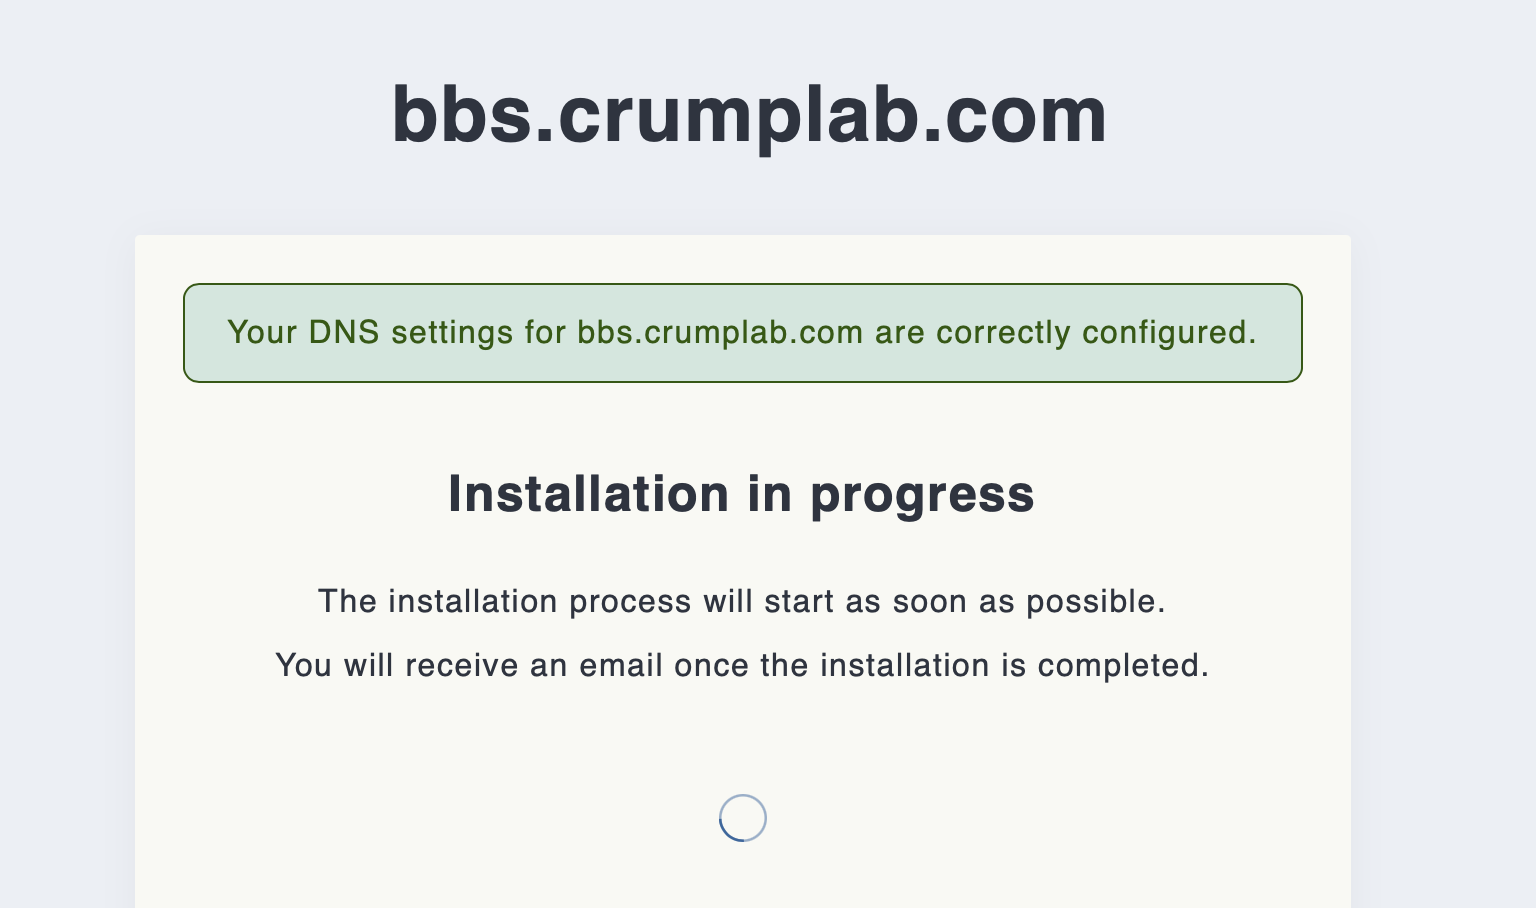 bbs.crumplab.com
Your DNS settings for bbs.crumplab.com are correctly configured.
Installation in progress
The installation process will start as soon as possible.
You will receive an email once the installation is completed.